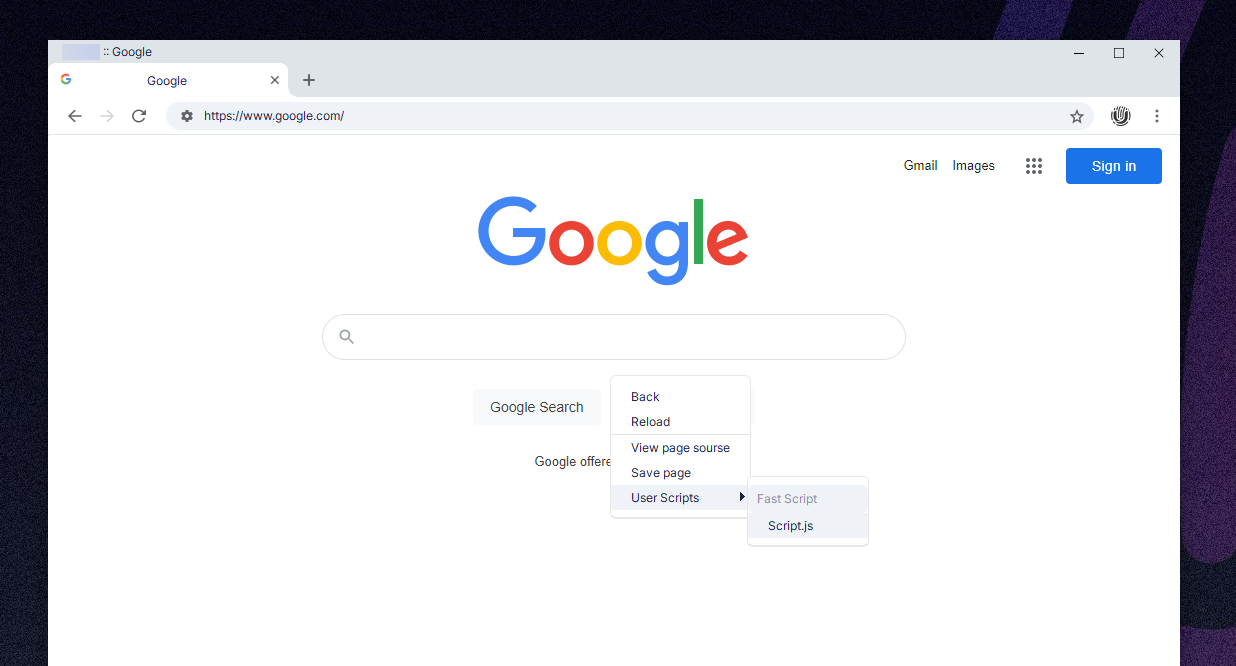 :: Google
Google
https://www.google.com/
Gmail Images Sign in
Google
Google Search
Google offere
Back
Reload
View page sourse
Save page
User Scripts
Fast Script
Script.js